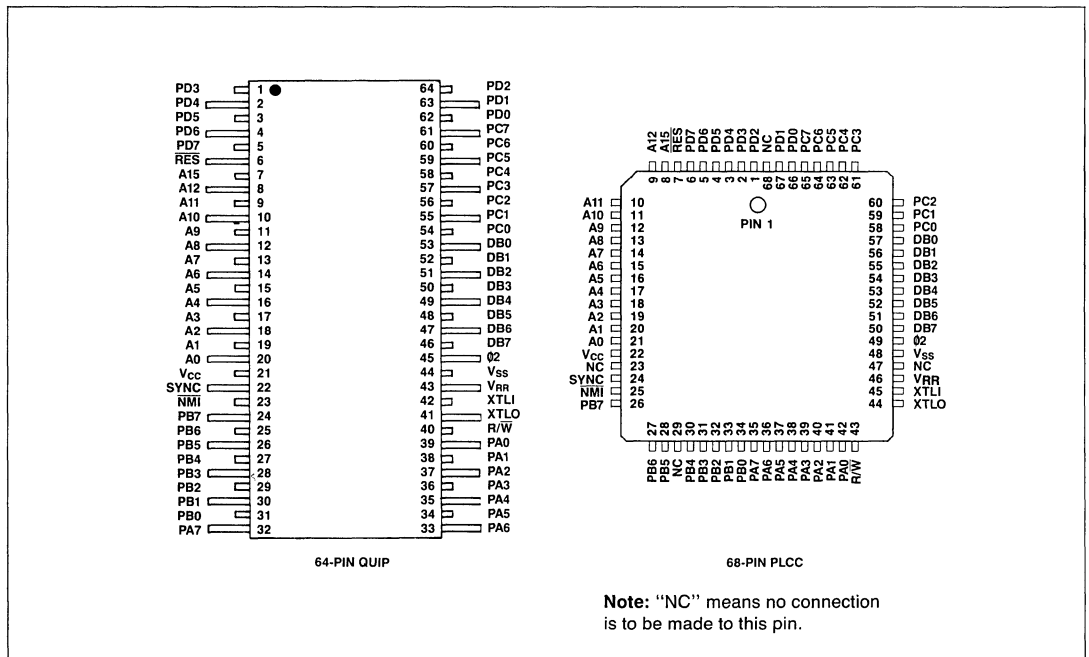 PD3 1 64 PD2
PD4 2 63 PD1
PD5 3 62 PD0
PD6 4 61 PC7
PD7 5 60 PC6
R̅E̅S̅ 6 59 PC5
A15 7 58 PC4
A12 8 57 PC3
A11 9 56 PC2
A10 10 55 PC1
A9 11 54 PC0
A8 12 53 DB0
A7 13 52 DB1
A6 14 51 DB2
A5 15 50 DB3
A4 16 49 DB4
A3 17 48 DB5
A2 18 47 DB6
A1 19 46 DB7
A0 20 45 Ø2
VCC 21 44 VSS
SYNC 22 43 VRR
N̅M̅I̅ 23 42 XTLI
PB7 24 41 XTLO
PB6 25 40 R/W̅
PB5 26 39 PA0
PB4 27 38 PA1
PB3 28 37 PA2
PB2 29 36 PA3
PB1 30 35 PA4
PB0 31 34 PA5
PA7 32 33 PA6
64-PIN QUIP
A12 A15 R̅E̅S̅ PD7 PD6 PD5 PD4 PD3 PD2 NC PD1 PD0 PC7 PC6 PC5 PC4 PC3
9 8 7 6 5 4 3 2 1 68 67 66 65 64 63 62 61
PIN 1
A11 10 60 PC2
A10 11 59 PC1
A9 12 58 PC0
A8 13 57 DB0
A7 14 56 DB1
A6 15 55 DB2
A5 16 54 DB3
A4 17 53 DB4
A3 18 52 DB5
A2 19 51 DB6
A1 20 50 DB7
A0 21 49 Ø2
VCC 22 48 VSS
NC 23 47 NC
SYNC 24 46 VRR
N̅M̅I̅ 25 45 XTLI
PB7 26 44 XTLO
27 28 29 30 31 32 33 34 35 36 37 38 39 40 41 42 43
PB6 PB5 NC PB4 PB3 PB2 PB1 PB0 PA7 PA6 PA5 PA4 PA3 PA2 PA1 PA0 R/W̅
68-PIN PLCC
Note: "NC" means no connection
is to be made to this pin.